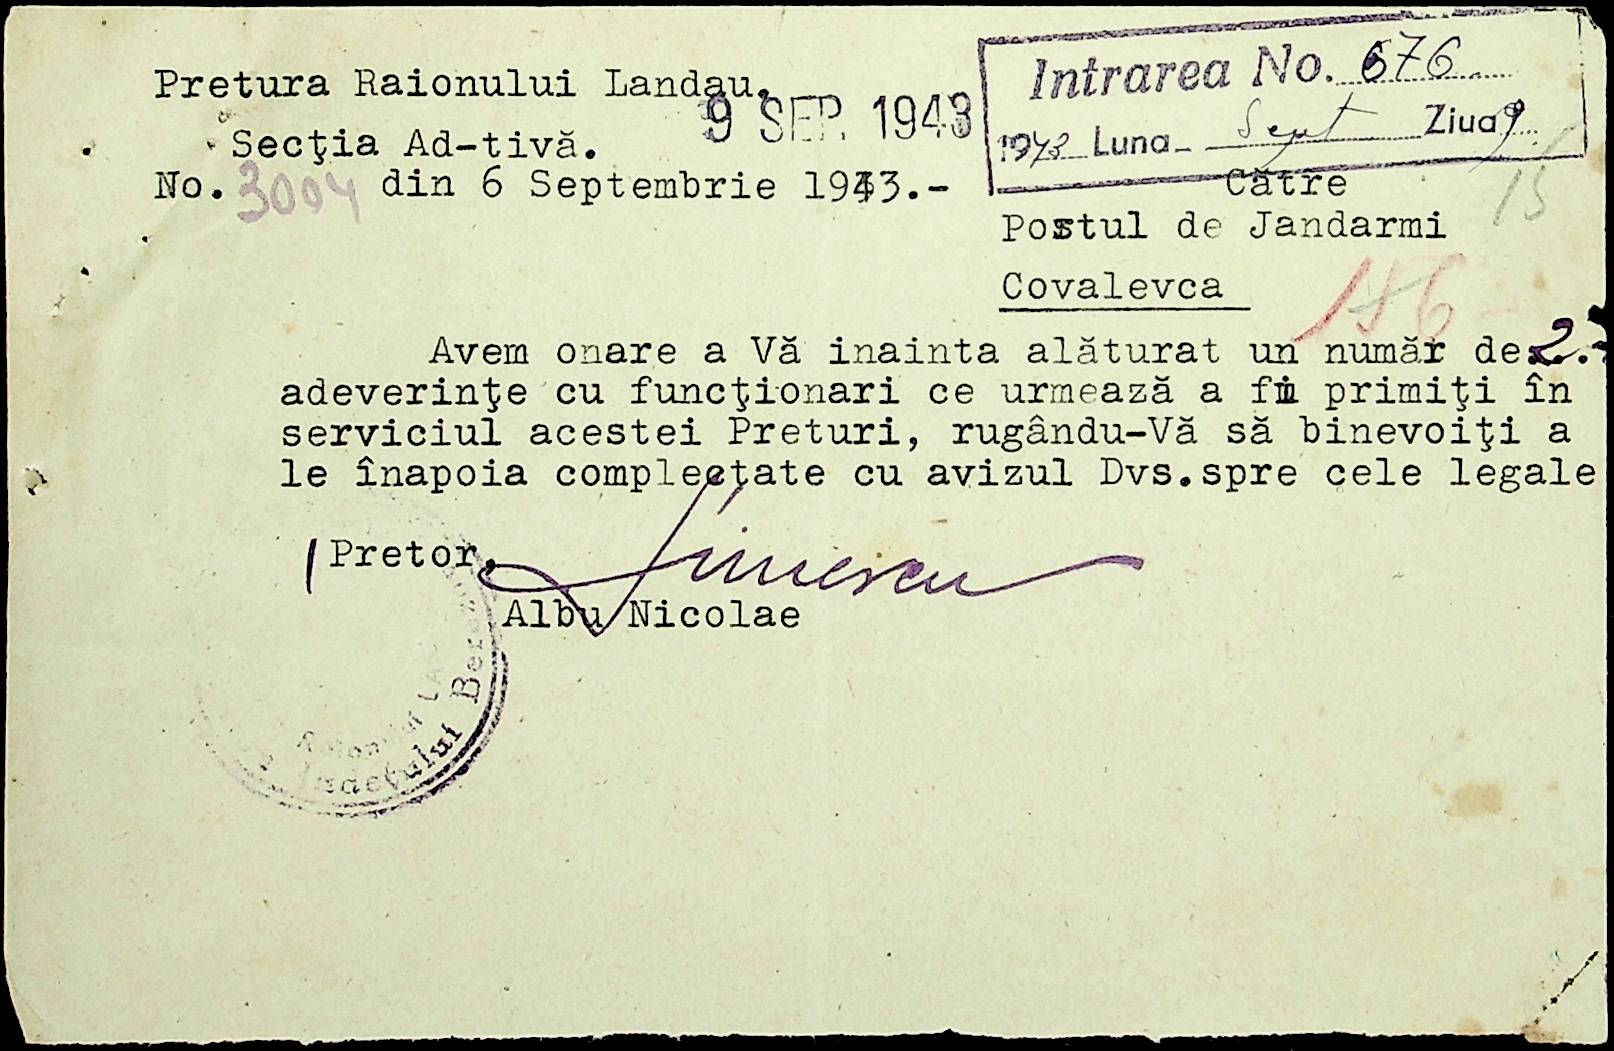 Pretura Raionului Landau,
Secţia Ad-tivă.
No. 3004 din 6 Septembrie 1943.-
9 SEP. 1943
Intrarea No. 676
1943 Luna Sept Ziua 9
Către
Postul de Jandarmi
Covalevca
15
Avem onare a Vă inainta alăturat un număr de 2.
adeverinţe cu funcţionari ce urmează a fi primiţi în
serviciul acestei Preturi, rugându-Vă să binevoiţi a
le înapoia complectate cu avizul Dvs.spre cele legale
Pretor,
Albu Nicolae
Judeţului Ber